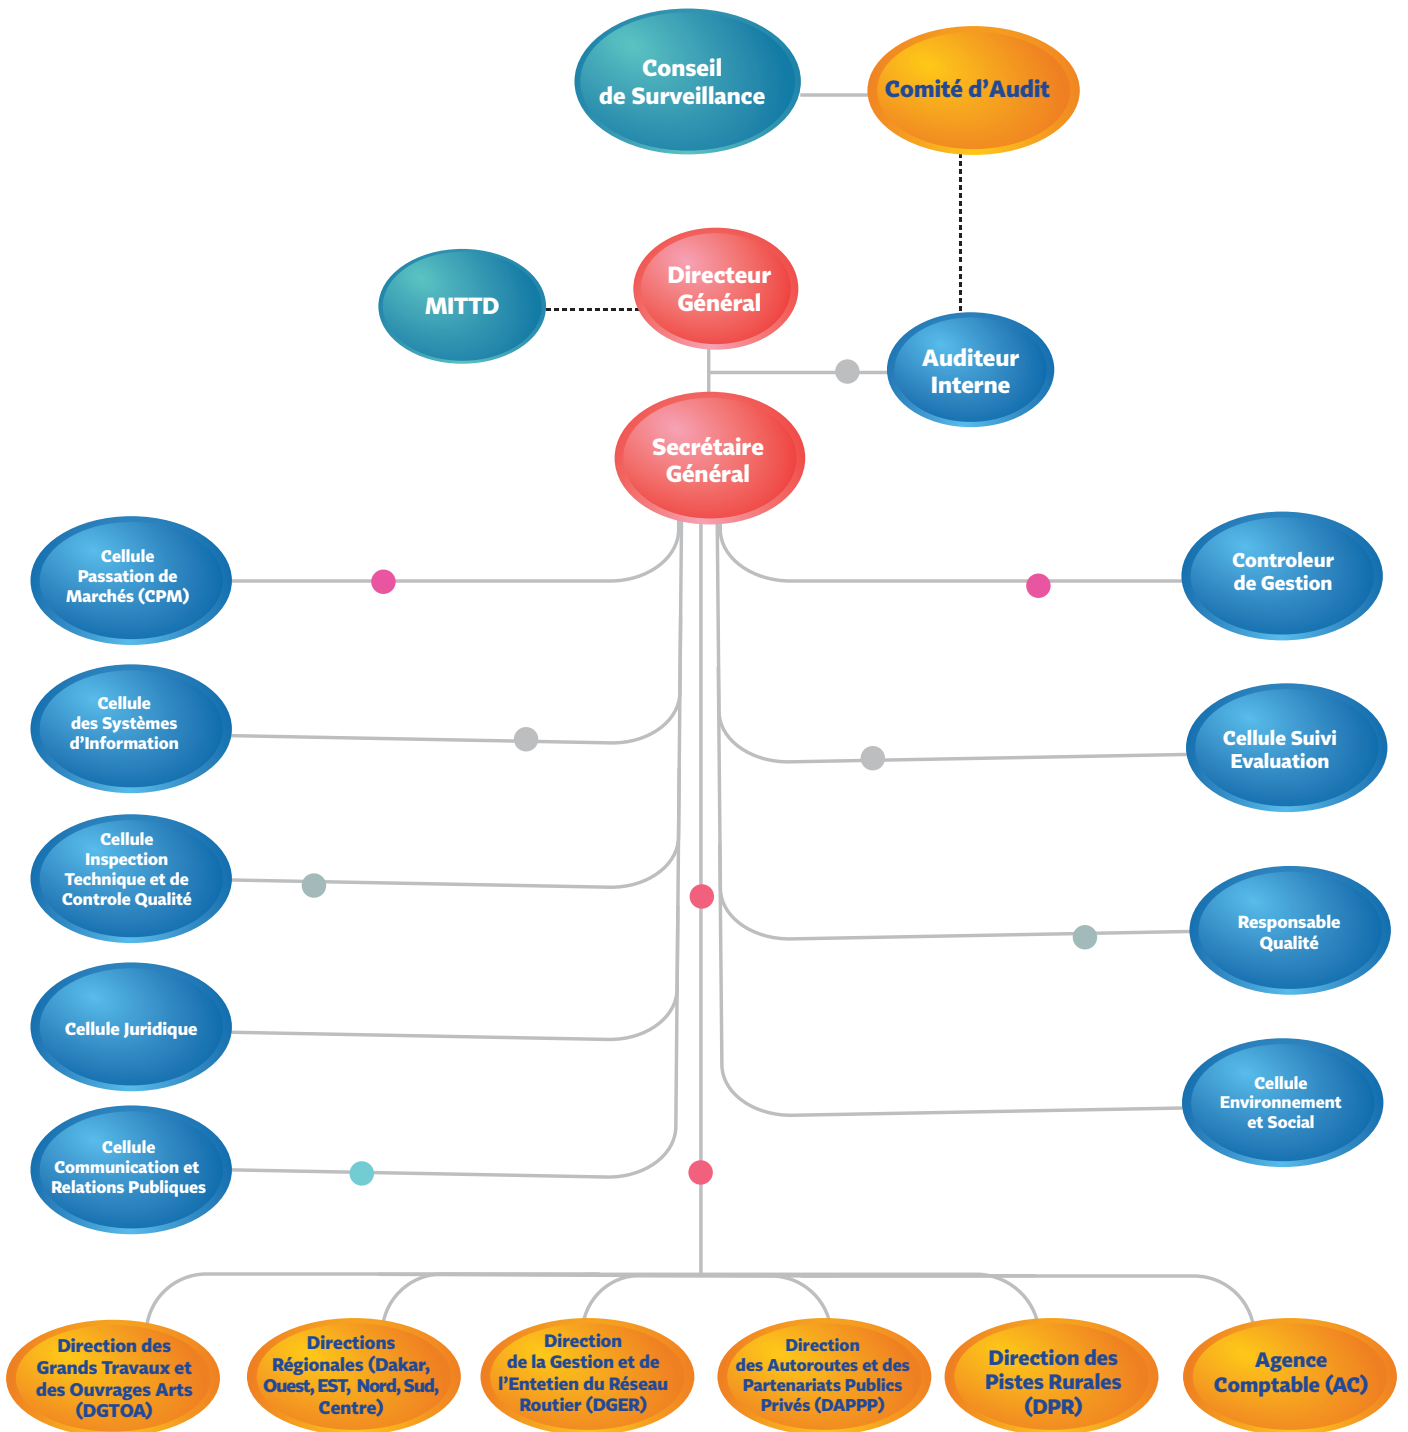 Conseil
de Surveillance
Comité d'Audit
Directeur
Général
MITTD
Auditeur
Interne
Secrétaire
Général
Cellule
Passation de
Marchés (CPM)
Controleur
de Gestion
Cellule
des Systèmes
d'Information
Cellule Suivi
Evaluation
Cellule
Inspection
Technique et de
Controle Qualité
Responsable
Qualité
Cellule Juridique
Cellule
Environnement
et Social
Cellule
Communication et
Relations Publiques
Direction des
Grands Travaux et
des Ouvrages Arts
(DGTOA)
Directions
Régionales (Dakar,
Ouest, EST, Nord, Sud,
Centre)
Direction
de la Gestion et de
l'Entetien du Réseau
Routier (DGER)
Direction
des Autoroutes et des
Partenariats Publics
Privés (DAPPP)
Direction des
Pistes Rurales
(DPR)
Agence
Comptable (AC)